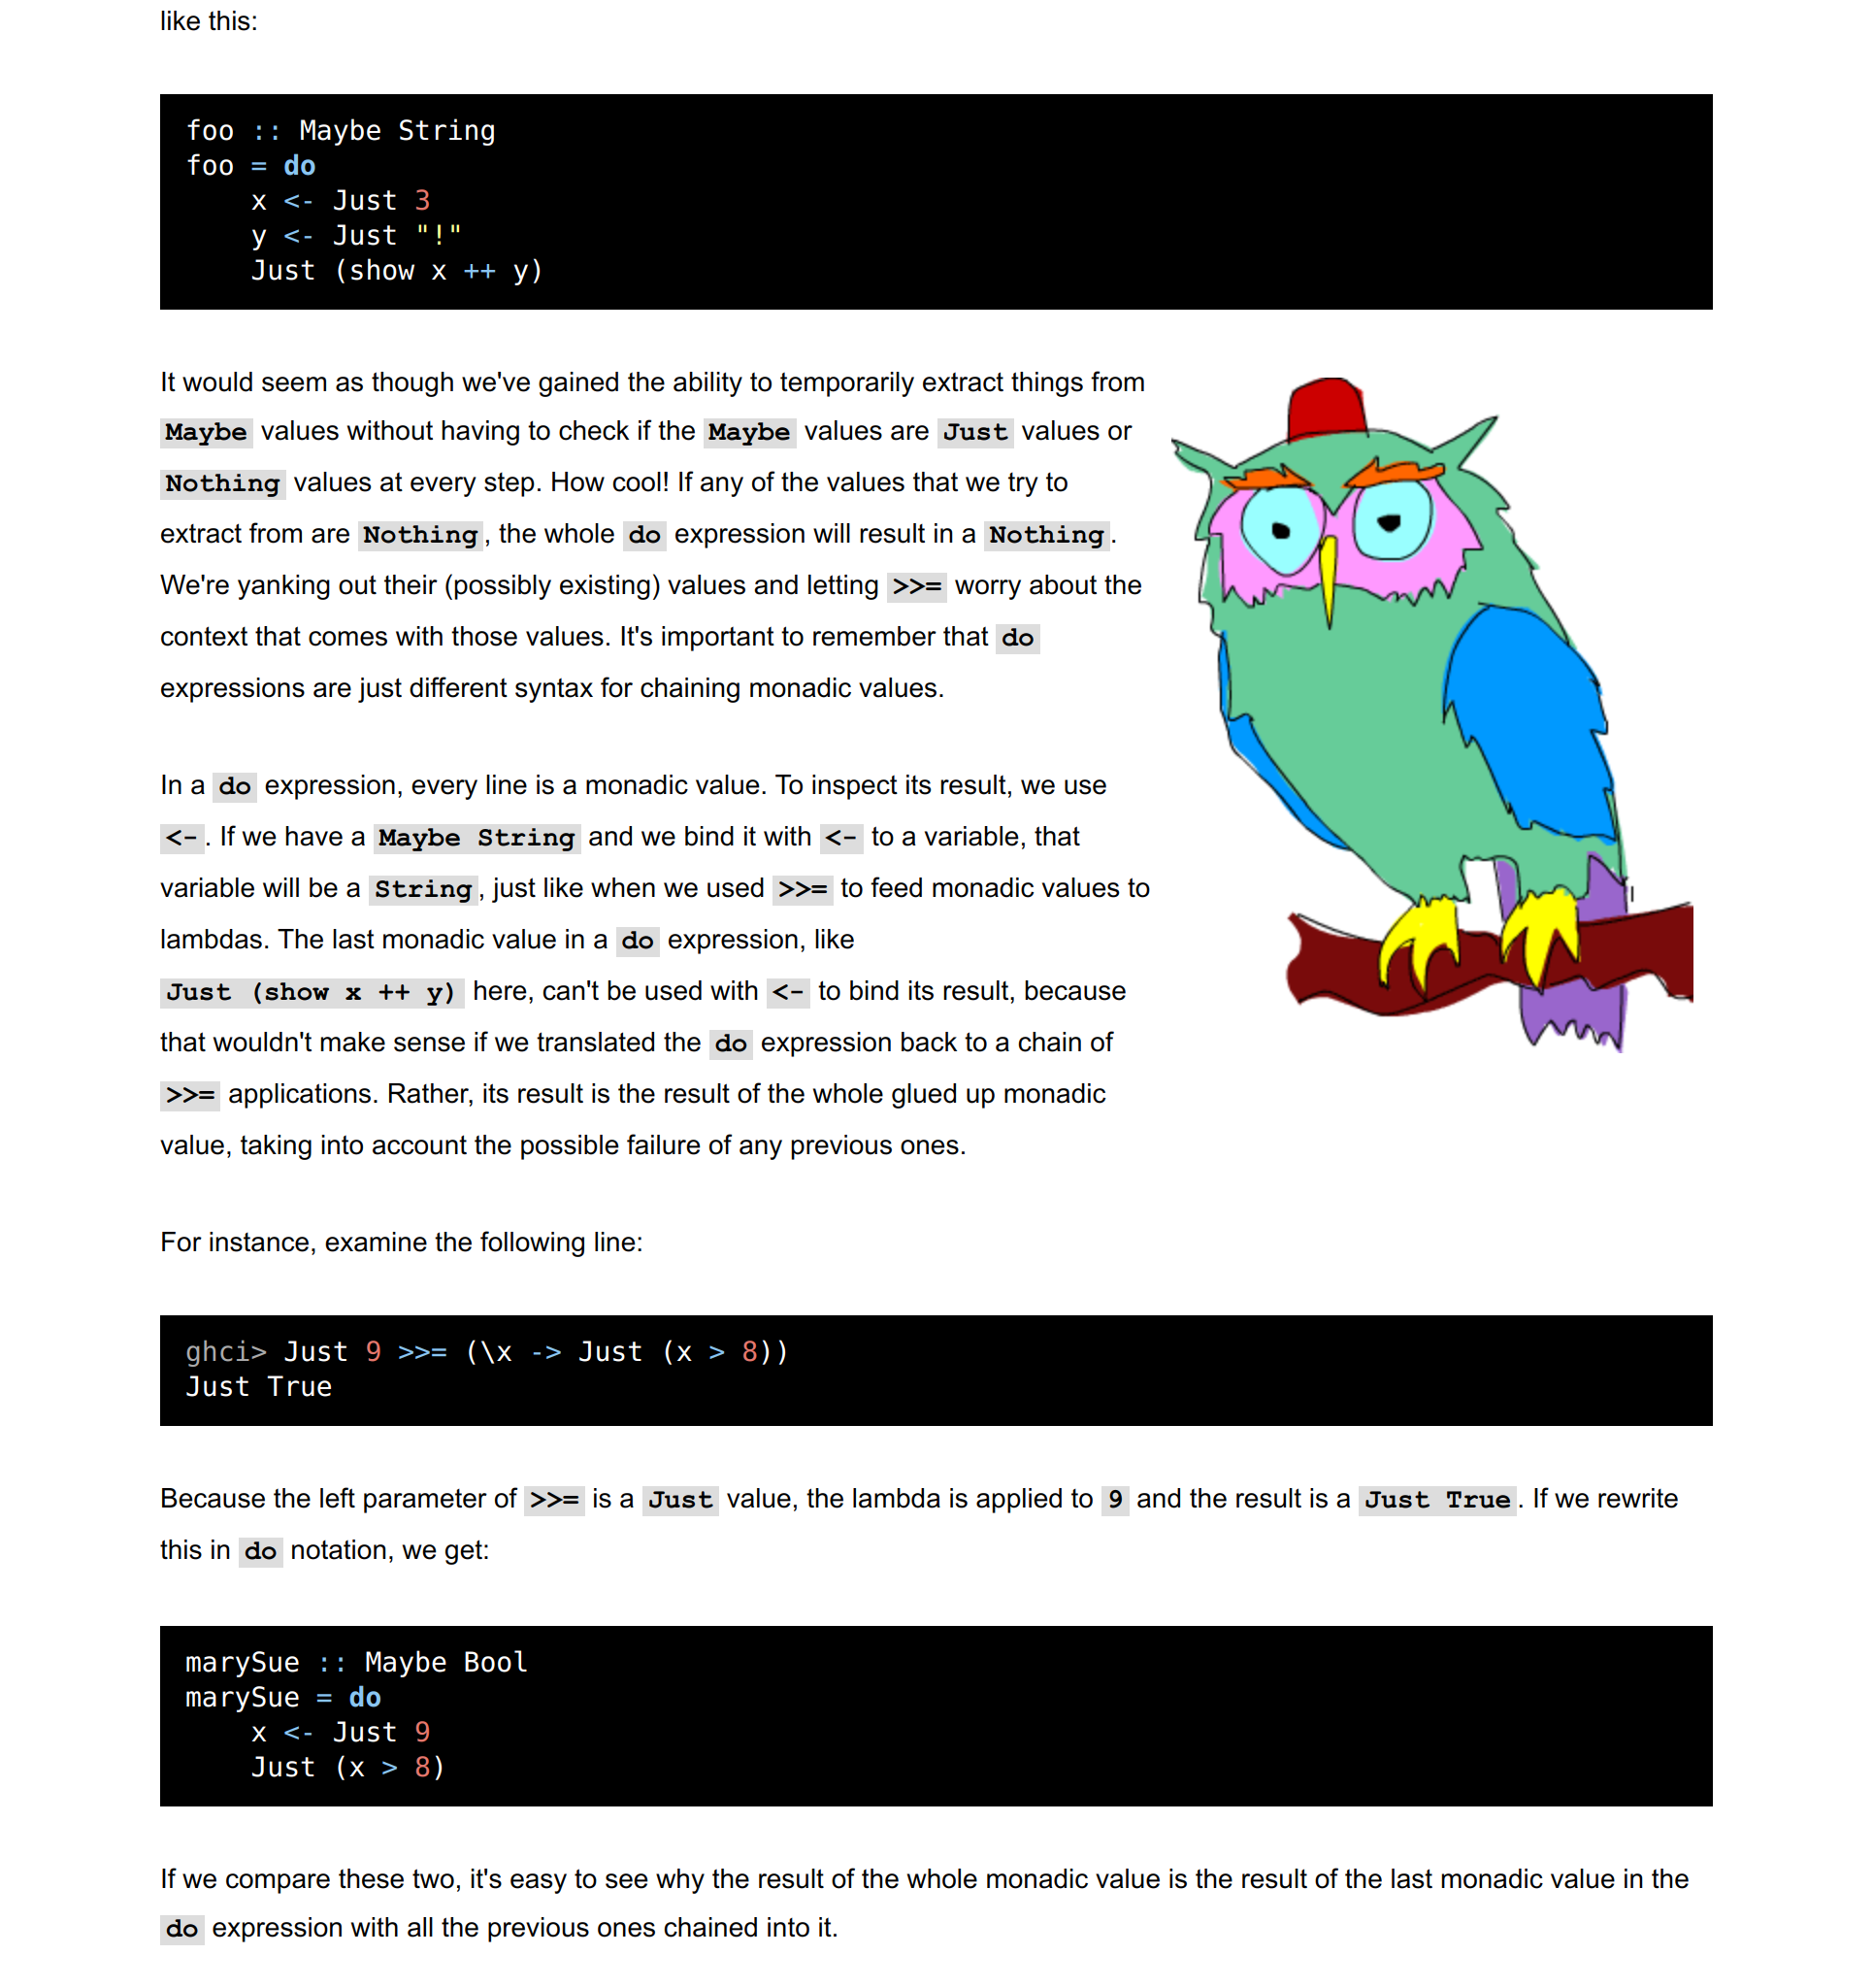 like this:
foo :: Maybe String
foo = do
    x <- Just 3
    y <- Just "!"
    Just (show x ++ y)
It would seem as though we've gained the ability to temporarily extract things from
Maybe values without having to check if the Maybe values are Just values or
Nothing values at every step. How cool! If any of the values that we try to
extract from are Nothing, the whole do expression will result in a Nothing.
We're yanking out their (possibly existing) values and letting >>= worry about the
context that comes with those values. It's important to remember that do
expressions are just different syntax for chaining monadic values.
In a do expression, every line is a monadic value. To inspect its result, we use
<-. If we have a Maybe String and we bind it with <- to a variable, that
variable will be a String, just like when we used >>= to feed monadic values to
lambdas. The last monadic value in a do expression, like
Just (show x ++ y) here, can't be used with <- to bind its result, because
that wouldn't make sense if we translated the do expression back to a chain of
>>= applications. Rather, its result is the result of the whole glued up monadic
value, taking into account the possible failure of any previous ones.
For instance, examine the following line:
ghci> Just 9 >>= (\x -> Just (x > 8))
Just True
Because the left parameter of >>= is a Just value, the lambda is applied to 9 and the result is a Just True. If we rewrite
this in do notation, we get:
marySue :: Maybe Bool
marySue = do
    x <- Just 9
    Just (x > 8)
If we compare these two, it's easy to see why the result of the whole monadic value is the result of the last monadic value in the
do expression with all the previous ones chained into it.